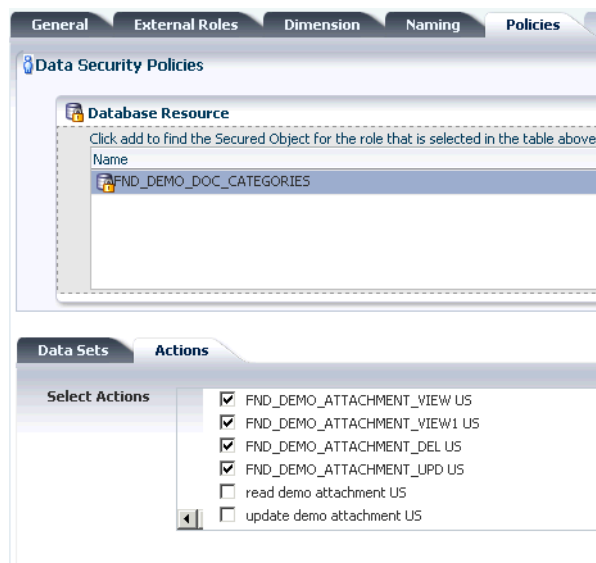 General External Roles Dimension Naming Policies
Data Security Policies
Database Resource
Click add to find the Secured Object for the role that is selected in the table above
Name
FND_DEMO_DOC_CATEGORIES
Data Sets Actions
Select Actions
FND_DEMO_ATTACHMENT_VIEW US
FND_DEMO_ATTACHMENT_VIEW1 US
FND_DEMO_ATTACHMENT_DEL US
FND_DEMO_ATTACHMENT_UPD US
read demo attachment US
update demo attachment US